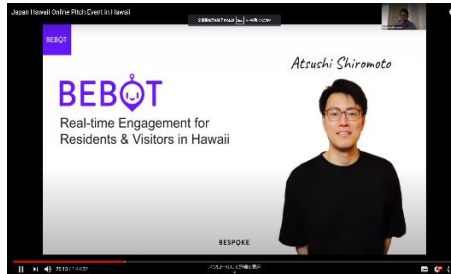 Japan Hawaii Online Pitch Event in Hawaii
BEBOT
Atsushi Shiromoto
BEBOT
Real-time Engagement for
Residents & Visitors in Hawaii
BESPOKE